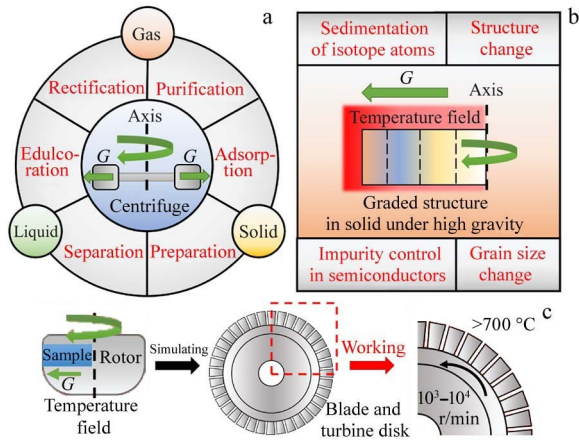 a
Gas
Rectification
Purification
Axis
G
G
Edulco-
ration
Adsorp-
tion
Centrifuge
Liquid
Solid
Separation
Preparation
b
Sedimentation
of isotope atoms
Structure
change
G
Axis
Temperature field
Graded structure
in solid under high gravity
Impurity control
in semiconductors
Grain size
change
c
Sample
Rotor
G
Temperature
field
Simulating
Blade and
turbine disk
Working
>700 °C
10³–10⁴
r/min